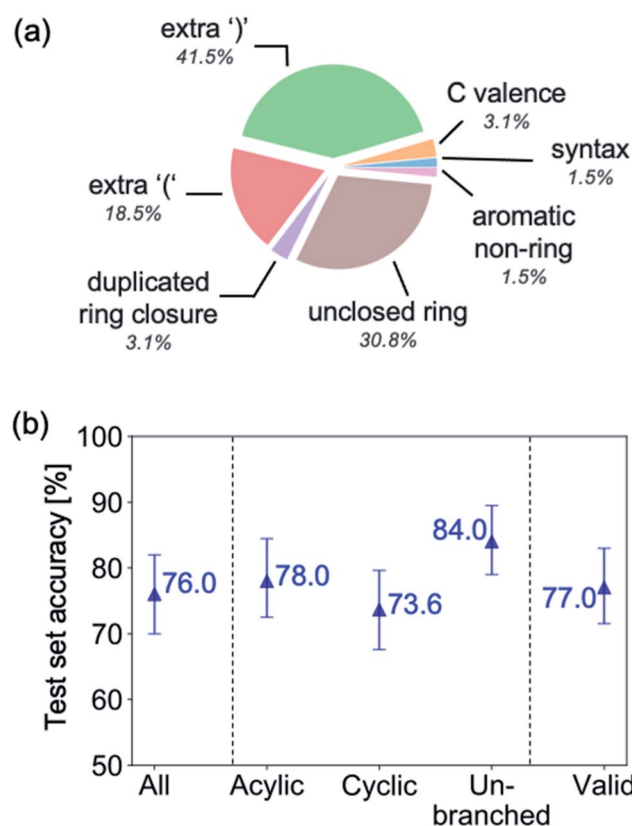 (a)
extra ‘)’
41.5%
C valence
3.1%
syntax
1.5%
aromatic
non-ring
1.5%
extra ‘(‘
18.5%
duplicated
ring closure
3.1%
unclosed ring
30.8%
(b)
Test set accuracy [%]
100
90
80
70
60
50
76.0
78.0
73.6
84.0
77.0
All
Acylic
Cyclic
Un-
branched
Valid